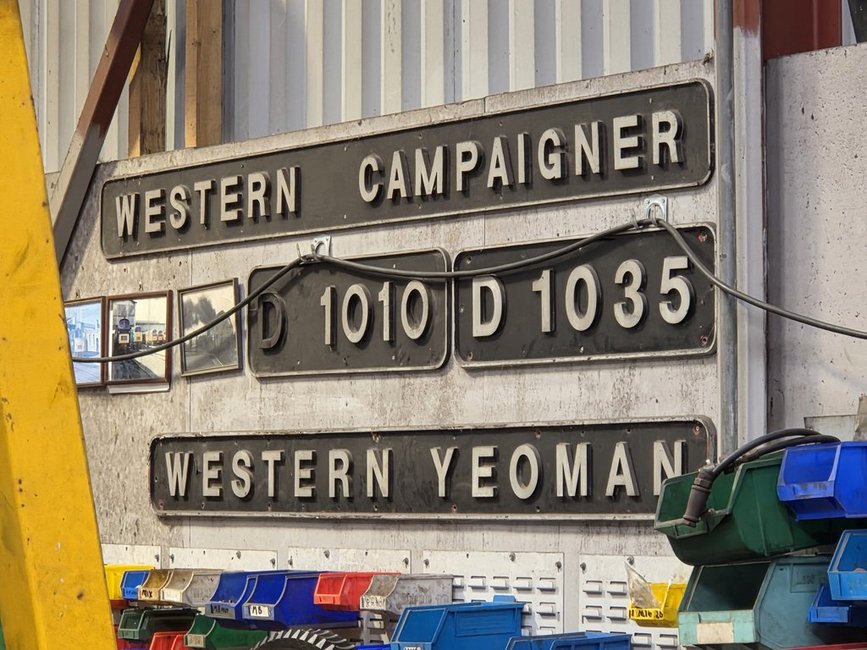 WESTERN CAMPAIGNER
D 1010 D 1035
WESTERN YEOMAN